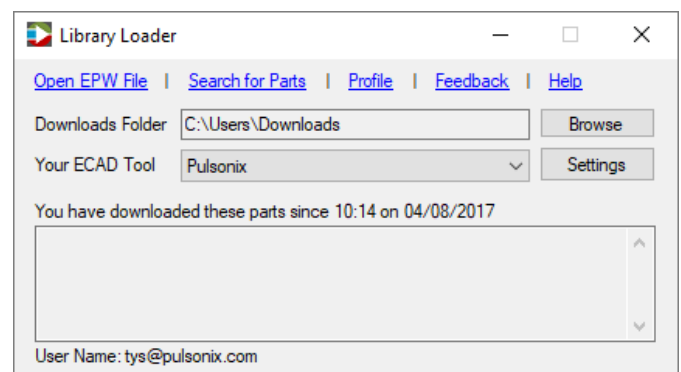 Library Loader
Open EPW File | Search for Parts | Profile | Feedback | Help
Downloads Folder C:\Users\Downloads Browse
Your ECAD Tool Pulsonix Settings
You have downloaded these parts since 10:14 on 04/08/2017
User Name: tys@pulsonix.com